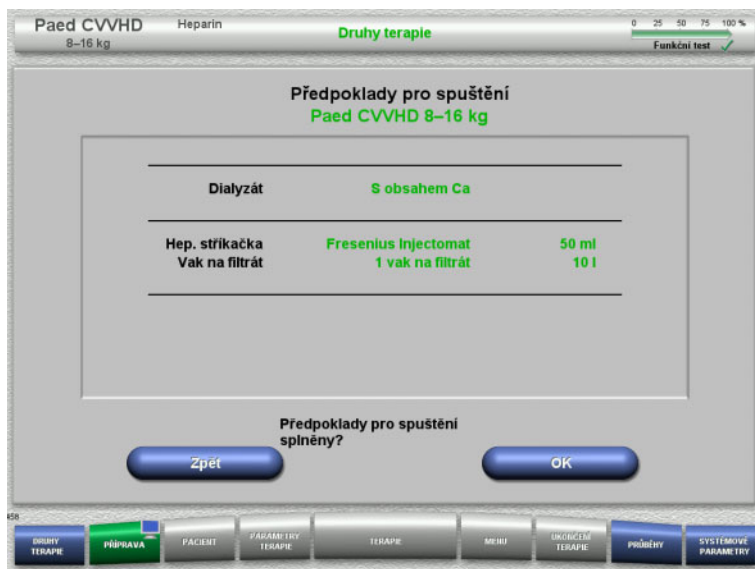 Paed CVVHD Heparin Druhy terapie 0 25 50 75 100 %
8–16 kg Funkční test
Předpoklady pro spuštění
Paed CVVHD 8–16 kg
Dialyzát S obsahem Ca
Hep. stříkačka Fresenius Injectomat 50 ml
Vak na filtrát 1 vak na filtrát 10 l
Předpoklady pro spuštění
splněny?
Zpět OK
DRUHY TERAPIE PŘÍPRAVA PACIENT PARAMETRY TERAPIE TERAPIE MENU UKONČENÍ TERAPIE PRŮBĚHY SYSTÉMOVÉ PARAMETRY